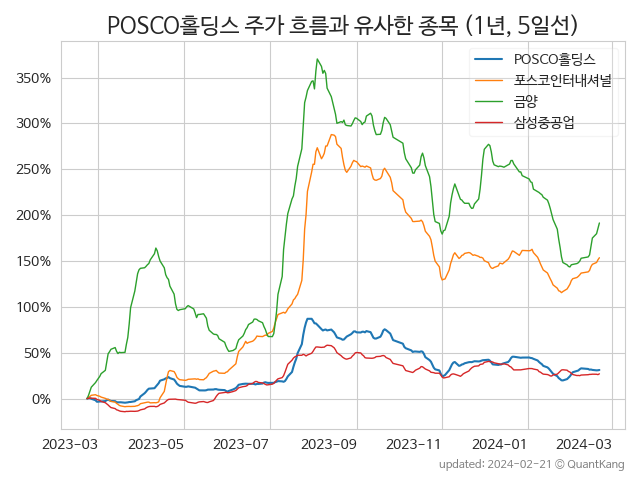 POSCO홀딩스 주가 흐름과 유사한 종목 (1년, 5일선)
POSCO홀딩스
포스코인터내셔널
금양
삼성중공업
350%
300%
250%
200%
150%
100%
50%
0%
2023-03 2023-05 2023-07 2023-09 2023-11 2024-01 2024-03
updated: 2024-02-21 © QuantKang